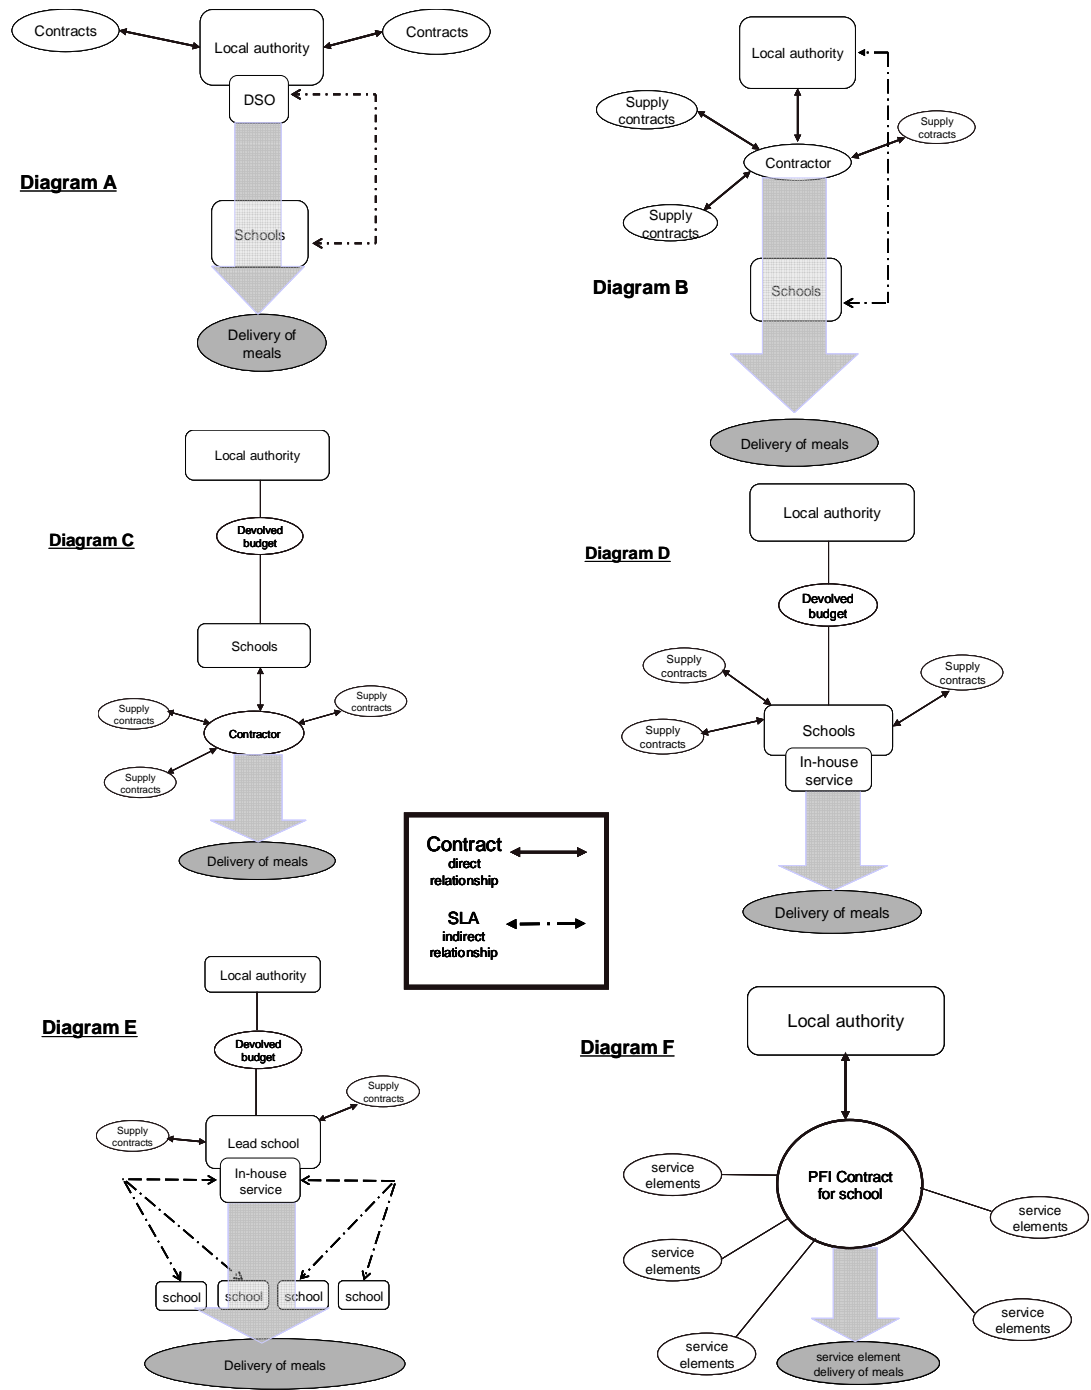 Contracts
Local authority
Contracts
DSO
Diagram A
Schools
Delivery of
meals
Local authority
Supply
contracts
Supply
cotracts
Contractor
Supply
contracts
Diagram B
Schools
Delivery of meals
Local authority
Devolved
budget
Diagram C
Schools
Supply
contracts
Supply
contracts
Contractor
Supply
contracts
Delivery of meals
Local authority
Diagram D
Devolved
budget
Supply
contracts
Supply
contracts
Supply
contracts
Schools
In-house
service
Delivery of meals
Contract
direct
relationship
SLA
indirect
relationship
Local authority
Diagram E
Devolved
budget
Supply
contracts
Supply
contracts
Lead school
In-house
service
school
school
school
school
Delivery of meals
Local authority
Diagram F
PFI Contract
for school
service
elements
service
elements
service
elements
service
elements
service
elements
service element
delivery of meals